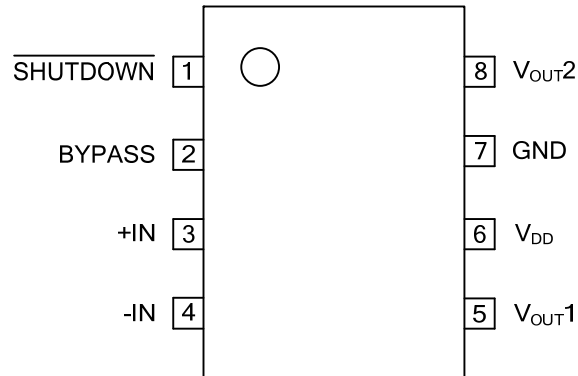 SHUTDOWN 1 8 VOUT2
BYPASS 2 7 GND
+IN 3 6 VDD
-IN 4 5 VOUT1